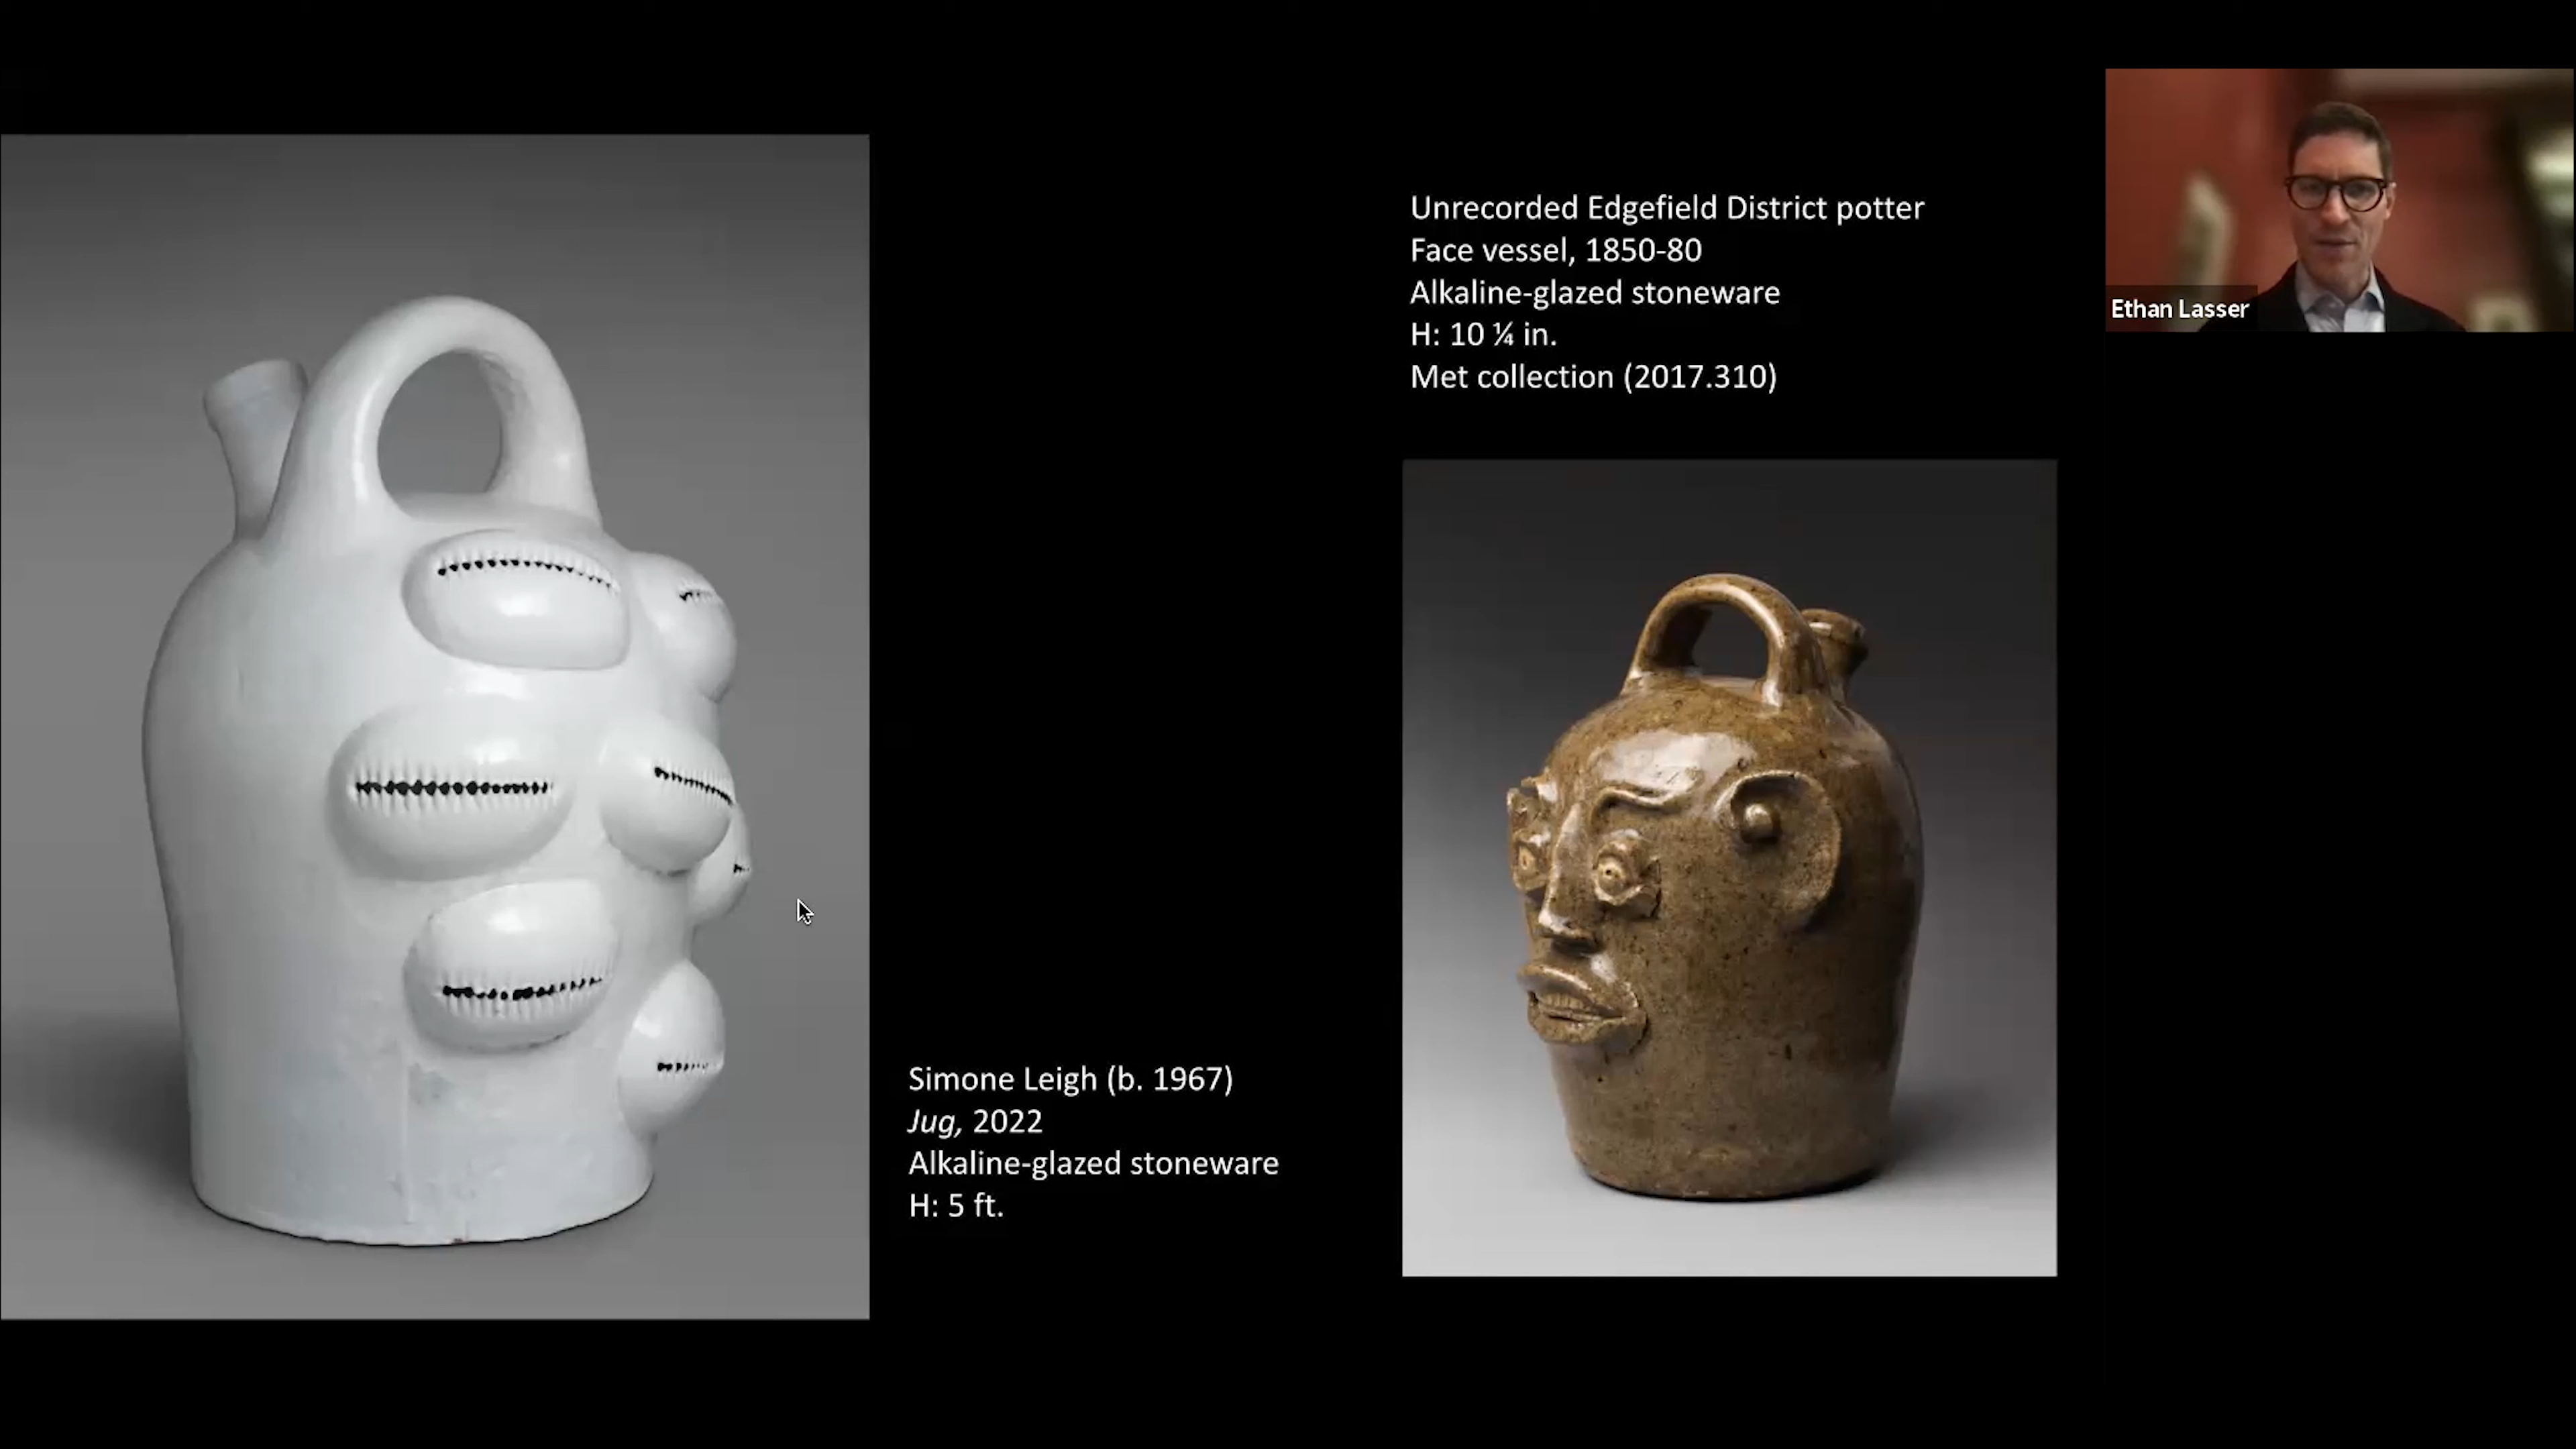 Unrecorded Edgefield District potter
Face vessel, 1850-80
Alkaline-glazed stoneware
H: 10 ¼ in.
Met collection (2017.310)
Ethan Lasser
Simone Leigh (b. 1967)
Jug, 2022
Alkaline-glazed stoneware
H: 5 ft.